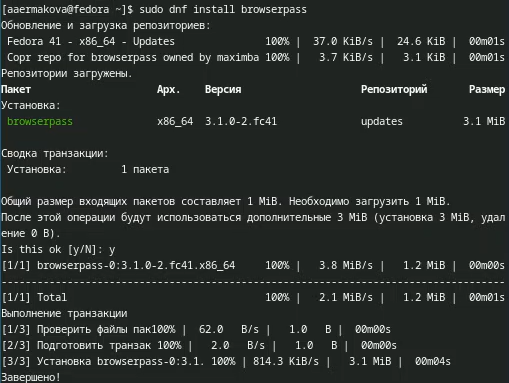 [aaermakova@fedora ~]$ sudo dnf install browserpass
Обновление и загрузка репозиториев:
Fedora 41 - x86_64 - Updates 100% | 37.0 KiB/s | 24.6 KiB | 00m01s
Copr repo for browserpass owned by maximba 100% | 3.7 KiB/s | 3.1 KiB | 00m01s
Репозитории загружены.
Пакет Арх. Версия Репозиторий Размер
Установка:
browserpass x86_64 3.1.0-2.fc41 updates 3.1 MiB
Сводка транзакции:
Установка: 1 пакета
Общий размер входящих пакетов составляет 1 MiB. Необходимо загрузить 1 MiB.
После этой операции будут использоваться дополнительные 3 MiB (установка 3 MiB, удал
ение 0 B).
Is this ok [y/N]: y
[1/1] browserpass-0:3.1.0-2.fc41.x86_64 100% | 3.8 MiB/s | 1.2 MiB | 00m00s
--------------------------------------------------------------------------------
[1/1] Total 100% | 2.1 MiB/s | 1.2 MiB | 00m01s
Выполнение транзакции
[1/3] Проверить файлы пак100% | 62.0 B/s | 1.0 B | 00m00s
[2/3] Подготовить транзак 100% | 2.0 B/s | 1.0 B | 00m00s
[3/3] Установка browserpass-0:3.1. 100% | 814.3 KiB/s | 3.1 MiB | 00m04s
Завершено!